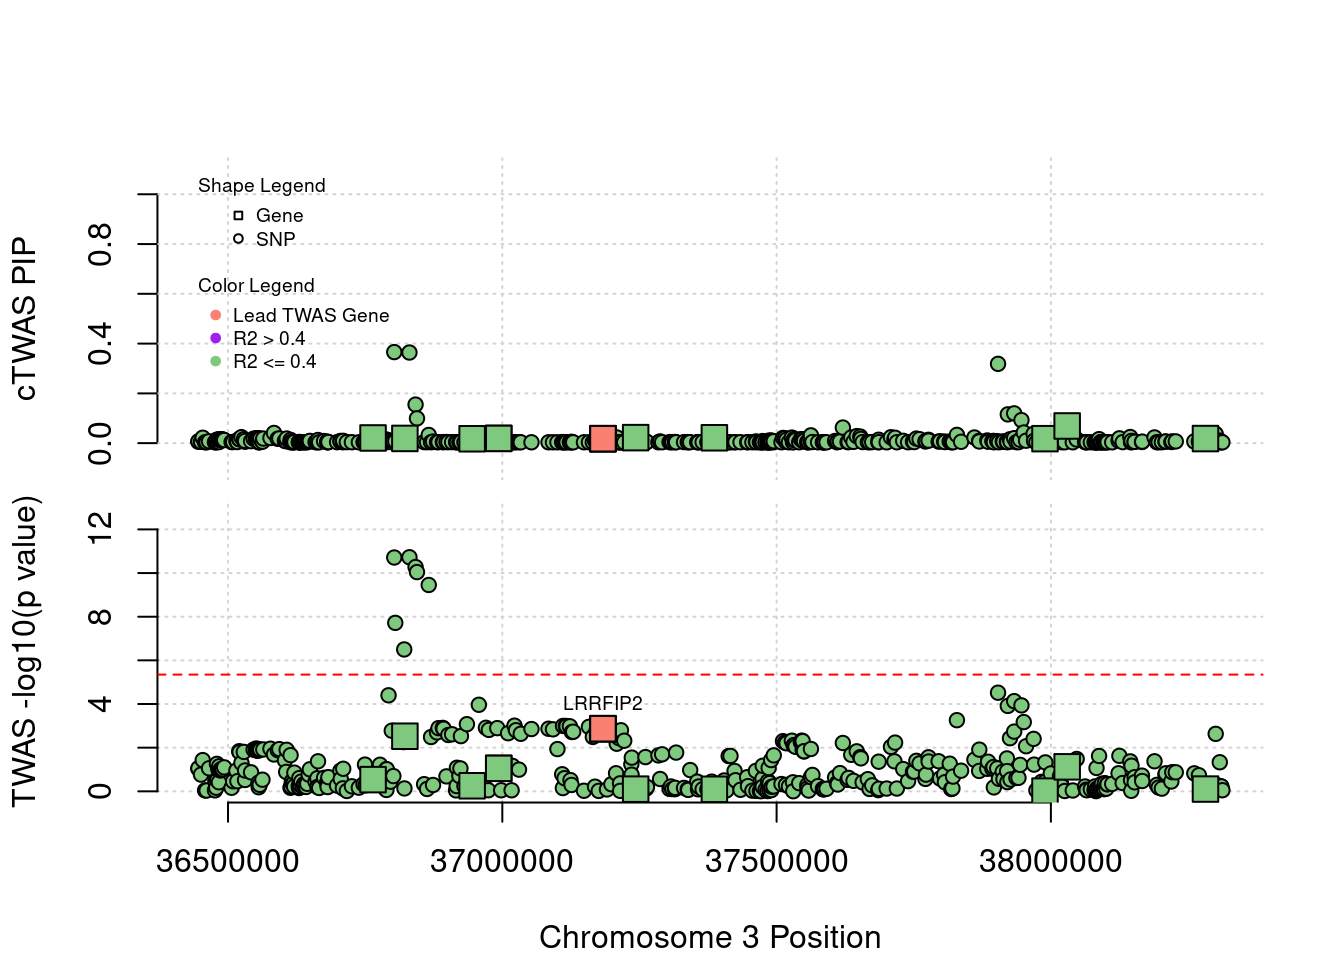 Shape Legend
Gene
SNP
Color Legend
Lead TWAS Gene
R2 > 0.4
R2 <= 0.4
cTWAS PIP
0.0
0.4
0.8
TWAS -log10(p value)
0
4
8
12
LRRFIP2
36500000
37000000
37500000
38000000
Chromosome 3 Position